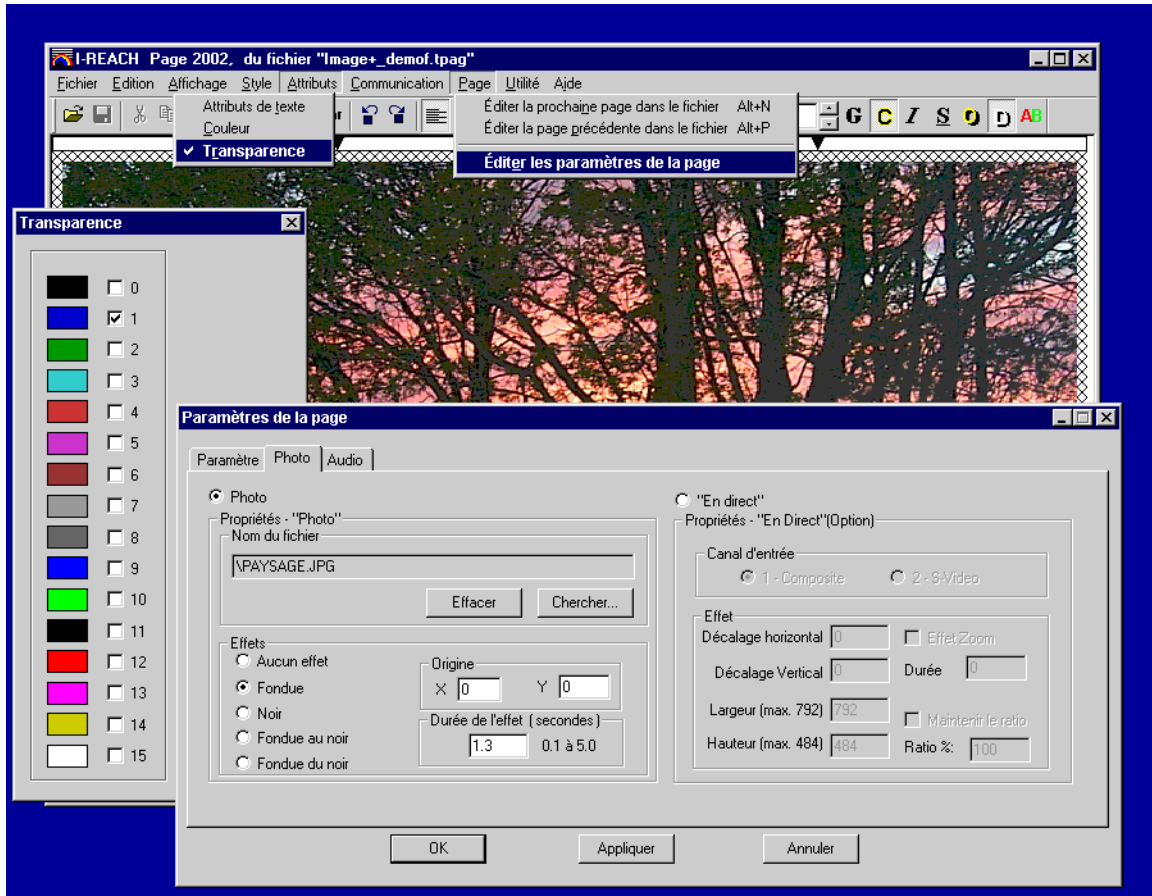 I-REACH Page 2002, du fichier "Image+_demof.tpag"
Fichier Edition Affichage Style Attributs Communication Page Utilité Ajde
Attributs de texte
Couleur
Transparence
Éditer la prochaine page dans le fichier Alt+N
Éditer la page précédente dans le fichier Alt+P
Éditer les paramètres de la page
G C I S O D AB
Transparence
0
1
2
3
4
5
6
7
8
9
10
11
12
13
14
15
Paramètres de la page
Paramètre Photo Audio
Photo
Propriétés - "Photo"
Nom du fichier
\PAYSAGE.JPG
Effacer Chercher...
Effets
Aucun effet
Fondue
Noir
Fondue au noir
Fondue du noir
Origine
X 0 Y 0
Durée de l'effet (secondes)
1.3 0.1 à 5.0
"En direct"
Propriétés - "En Direct"(Option)
Canal d'entrée
1 - Composite 2 - S-Video
Effet
Décalage horizontal 0 Effet Zoom
Décalage Vertical 0 Durée 0
Largeur (max. 792) 792 Maintenir le ratio
Hauteur (max. 484) 484 Ratio %: 100
OK Appliquer Annuler